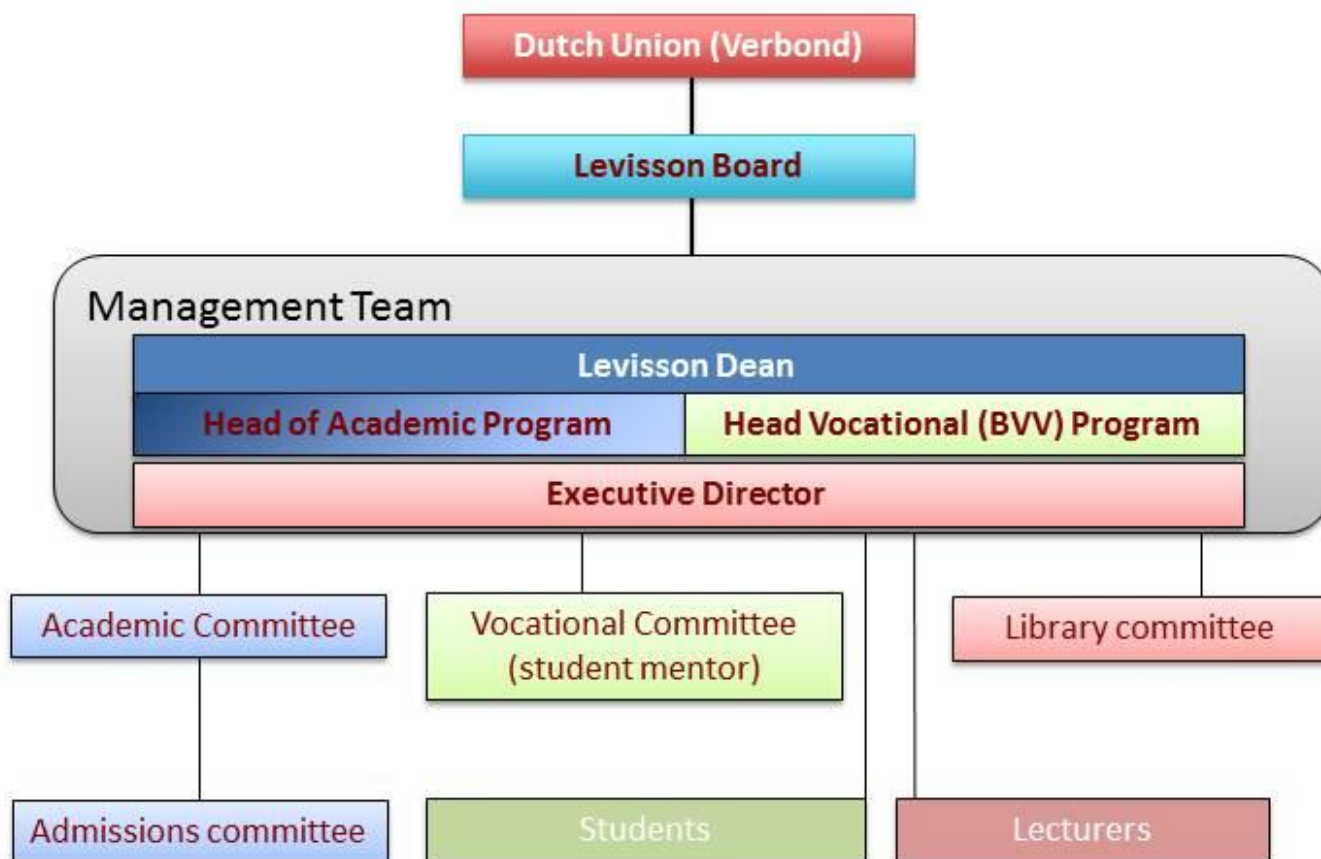 Dutch Union (Verbond)
Levisson Board
Management Team
Levisson Dean
Head of Academic Program
Head Vocational (BVV) Program
Executive Director
Academic Committee
Vocational Committee
(student mentor)
Library committee
Admissions committee
Students
Lecturers